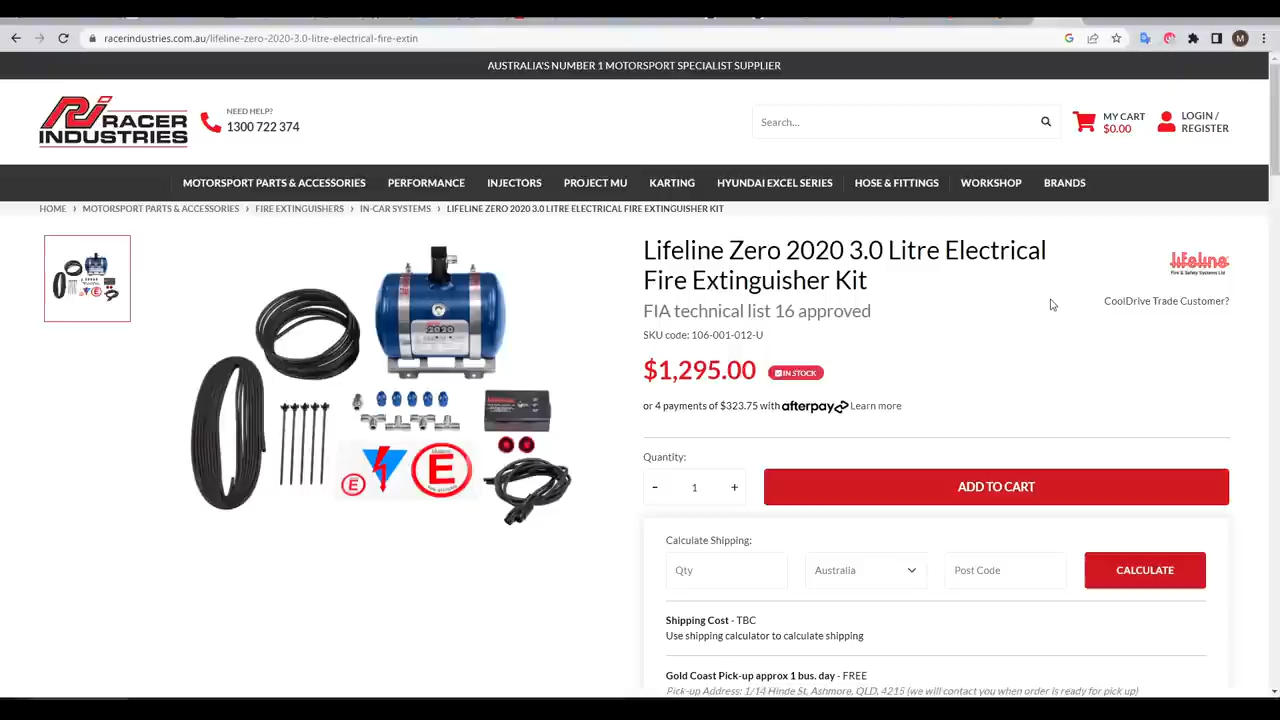 racerindustries.com.au/lifeline-zero-2020-3.0-litre-electrical-fire-extin
AUSTRALIA'S NUMBER 1 MOTORSPORT SPECIALIST SUPPLIER
RACER
INDUSTRIES
NEED HELP?
1300 722 374
Search...
MY CART
$0.00
LOGIN /
REGISTER
MOTORSPORT PARTS & ACCESSORIES PERFORMANCE INJECTORS PROJECT MU KARTING HYUNDAI EXCEL SERIES HOSE & FITTINGS WORKSHOP BRANDS
HOME › MOTORSPORT PARTS & ACCESSORIES › FIRE EXTINGUISHERS › IN-CAR SYSTEMS › LIFELINE ZERO 2020 3.0 LITRE ELECTRICAL FIRE EXTINGUISHER KIT
2020
E
E
Lifeline Zero 2020 3.0 Litre Electrical
Fire Extinguisher Kit
lifeline
Fire & Safety Systems Ltd
CoolDrive Trade Customer?
FIA technical list 16 approved
SKU code: 106-001-012-U
$1,295.00 IN STOCK
or 4 payments of $323.75 with afterpay Learn more
Quantity:
- 1 + ADD TO CART
Calculate Shipping:
Qty Australia Post Code CALCULATE
Shipping Cost - TBC
Use shipping calculator to calculate shipping
Gold Coast Pick-up approx 1 bus. day - FREE
Pick-up Address: 1/14 Hinde St, Ashmore, QLD, 4215 (we will contact you when order is ready for pick up)